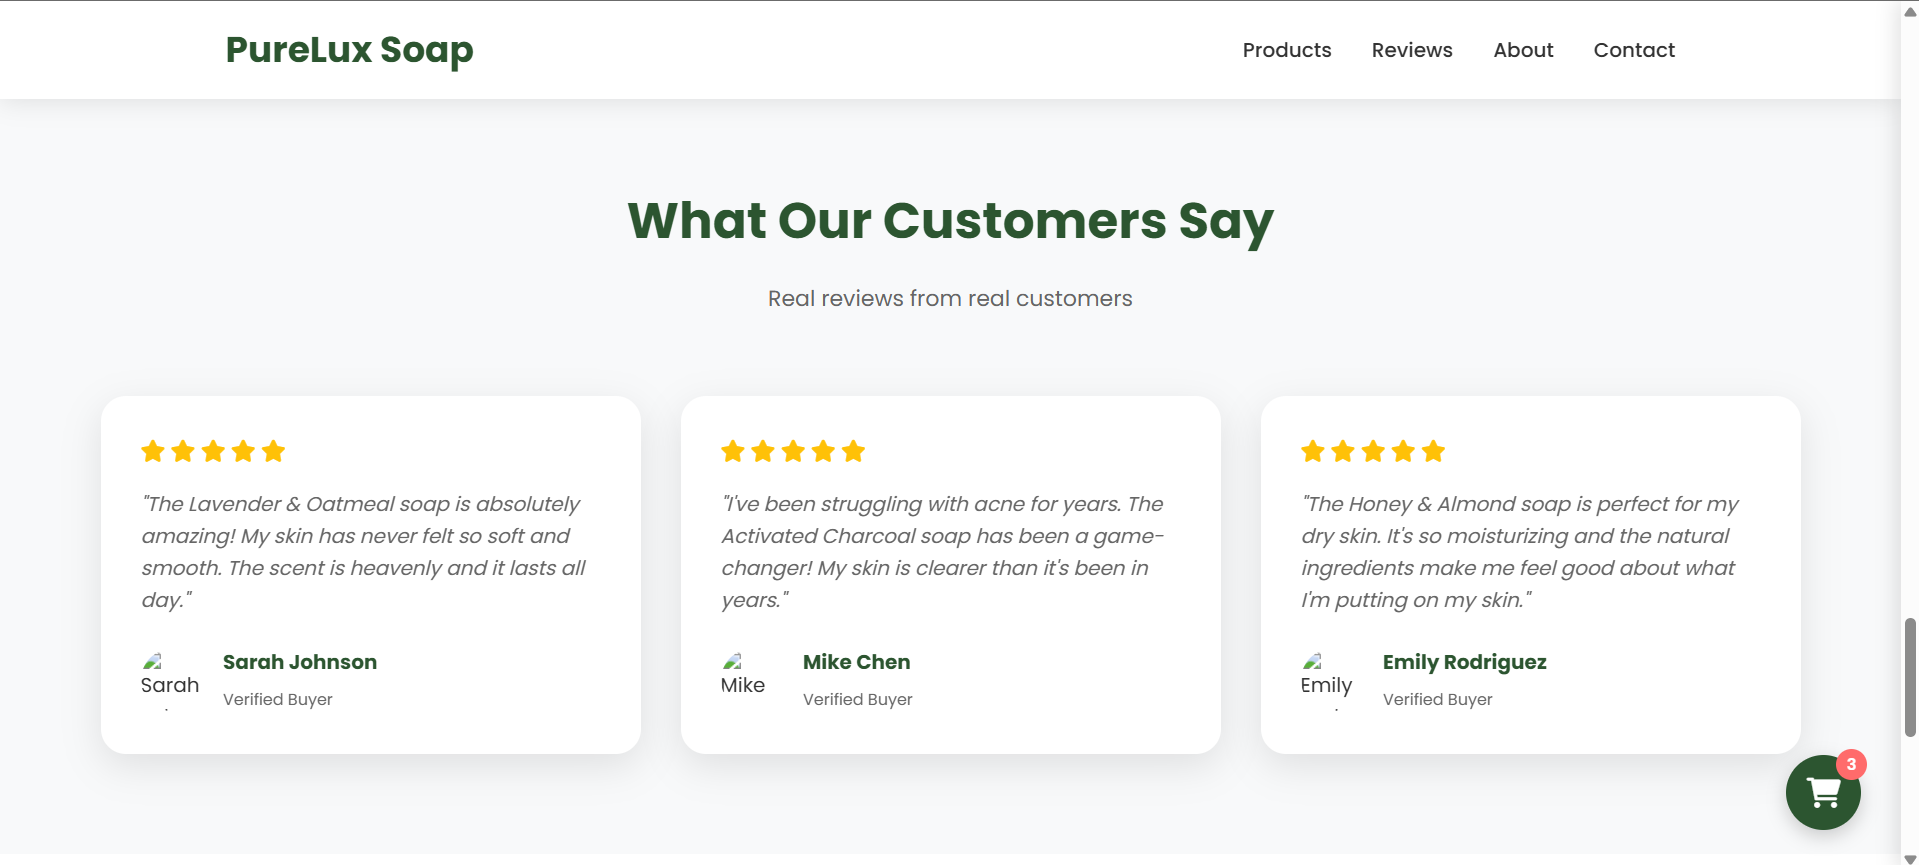 PureLux Soap
Products
Reviews
About
Contact
What Our Customers Say
Real reviews from real customers
"The Lavender & Oatmeal soap is absolutely
amazing! My skin has never felt so soft and
smooth. The scent is heavenly and it lasts all
day."
Sarah
Sarah Johnson
Verified Buyer
"I've been struggling with acne for years. The
Activated Charcoal soap has been a game-
changer! My skin is clearer than it's been in
years."
Mike
Mike Chen
Verified Buyer
"The Honey & Almond soap is perfect for my
dry skin. It's so moisturizing and the natural
ingredients make me feel good about what
I'm putting on my skin."
Emily
Emily Rodriguez
Verified Buyer
3